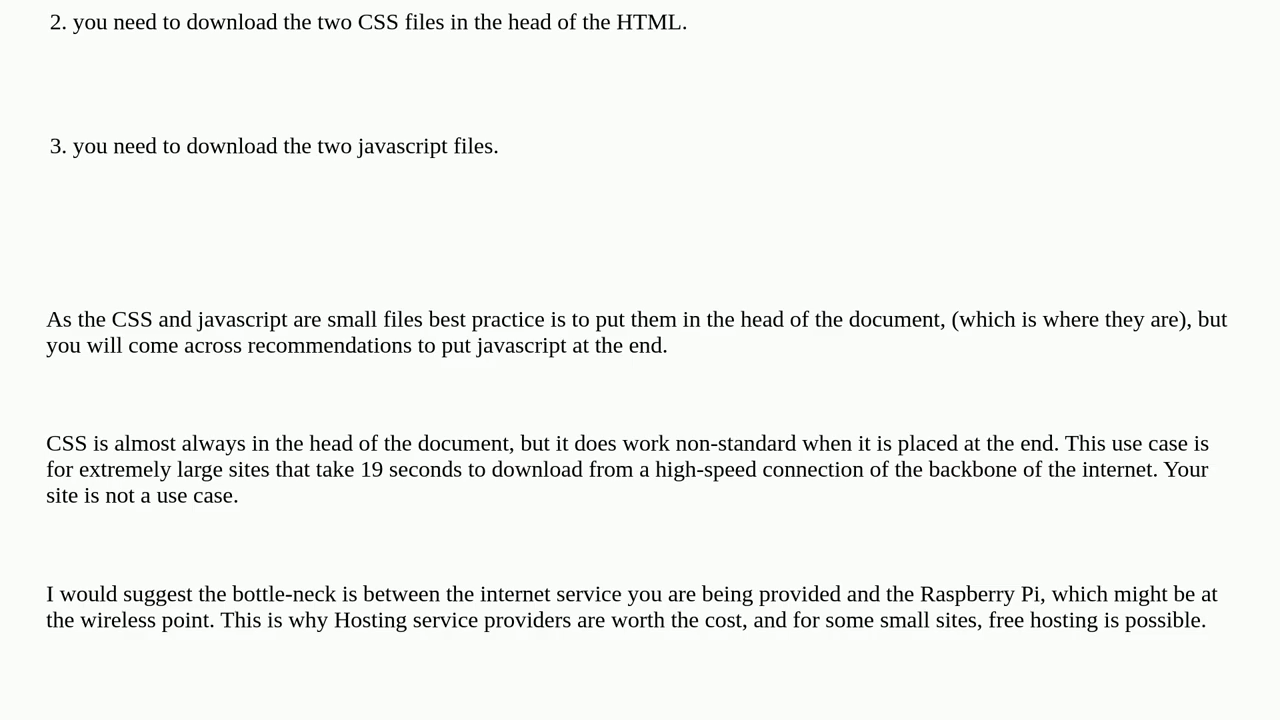 2. you need to download the two CSS files in the head of the HTML.
3. you need to download the two javascript files.
As the CSS and javascript are small files best practice is to put them in the head of the document, (which is where they are), but
you will come across recommendations to put javascript at the end.
CSS is almost always in the head of the document, but it does work non-standard when it is placed at the end. This use case is
for extremely large sites that take 19 seconds to download from a high-speed connection of the backbone of the internet. Your
site is not a use case.
I would suggest the bottle-neck is between the internet service you are being provided and the Raspberry Pi, which might be at
the wireless point. This is why Hosting service providers are worth the cost, and for some small sites, free hosting is possible.